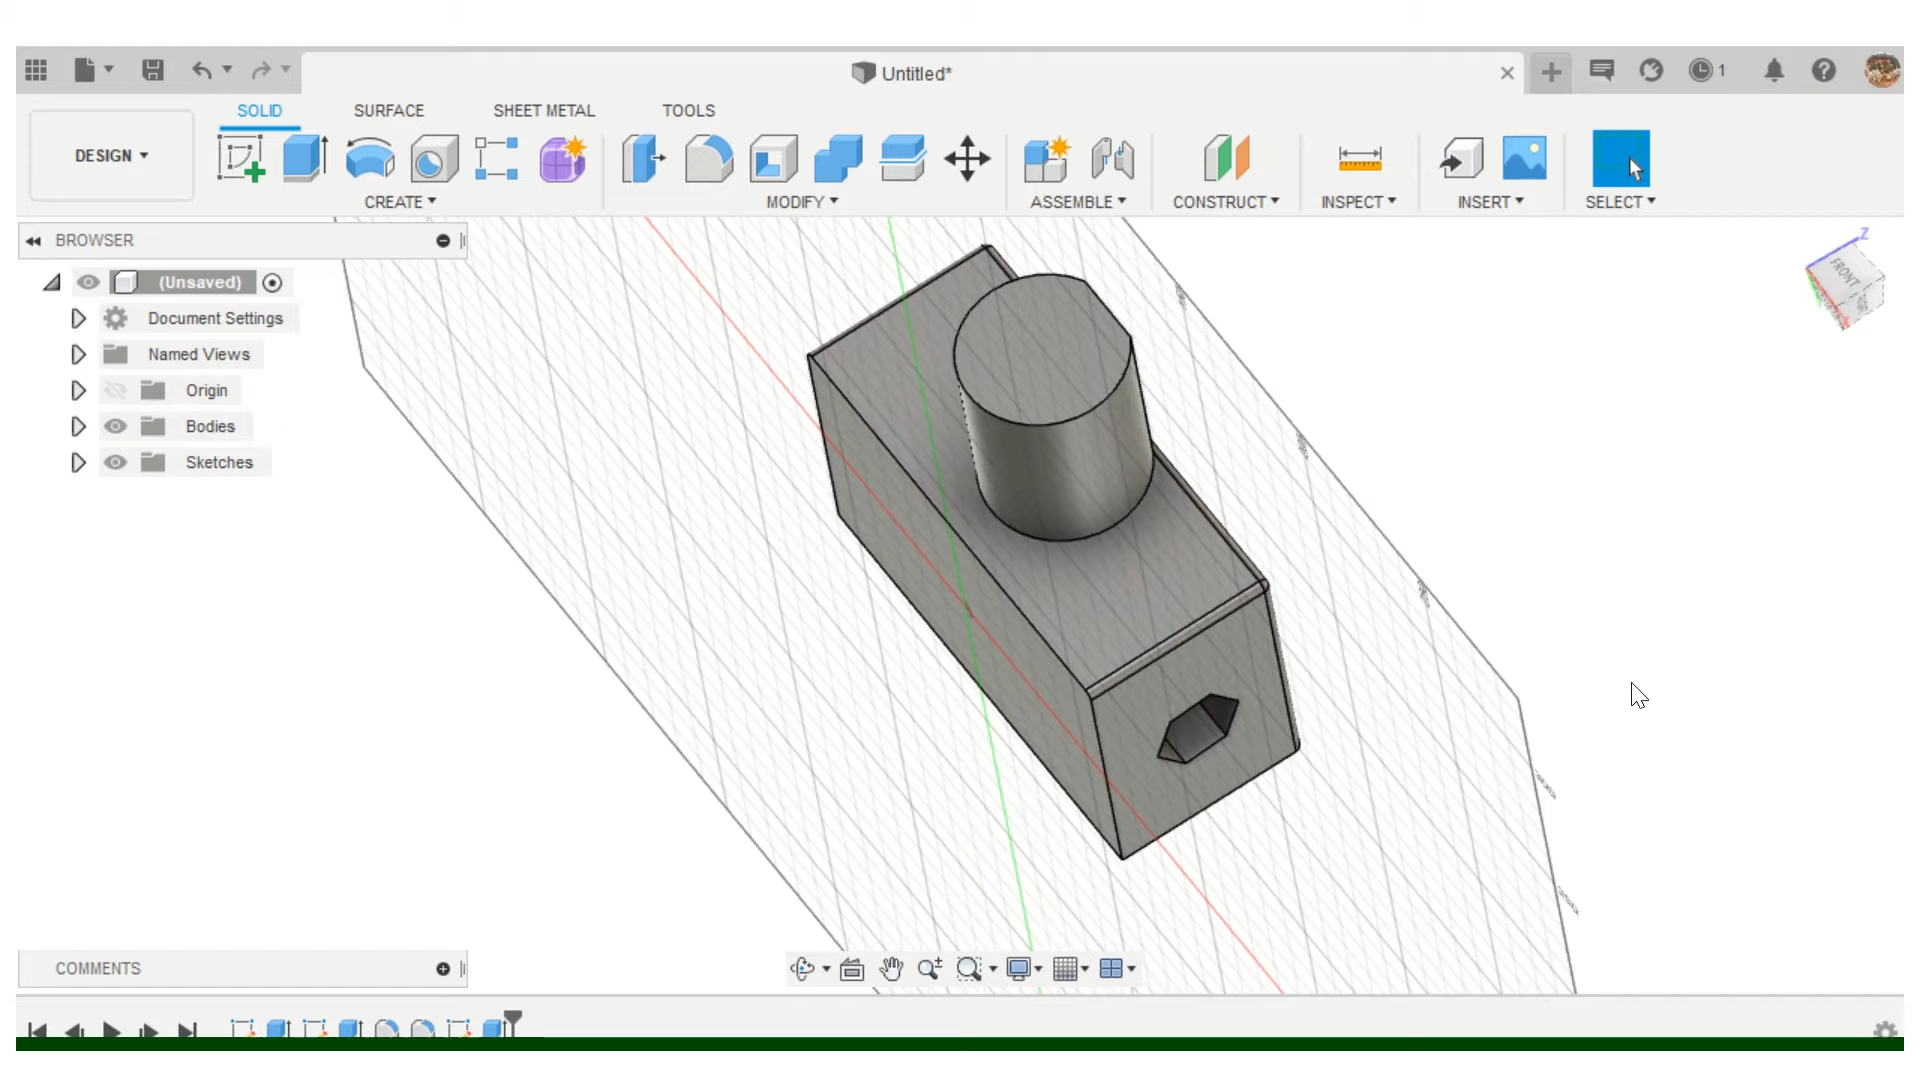 Untitled*
1
SOLID SURFACE SHEET METAL TOOLS
DESIGN
CREATE MODIFY ASSEMBLE CONSTRUCT INSPECT INSERT SELECT
BROWSER
(Unsaved)
Document Settings
Named Views
Origin
Bodies
Sketches
Z
FRONT
COMMENTS